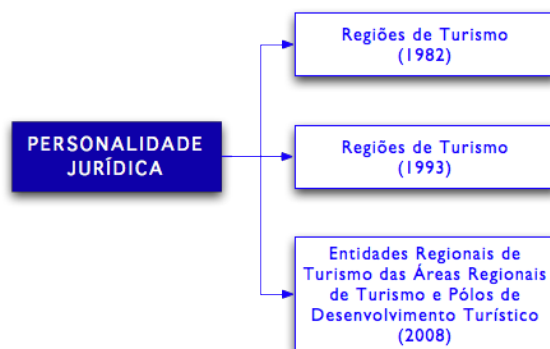 Regiões de Turismo
(1982)
PERSONALIDADE
JURÍDICA
Regiões de Turismo
(1993)
Entidades Regionais de
Turismo das Áreas Regionais
de Turismo e Pólos de
Desenvolvimento Turístico
(2008)